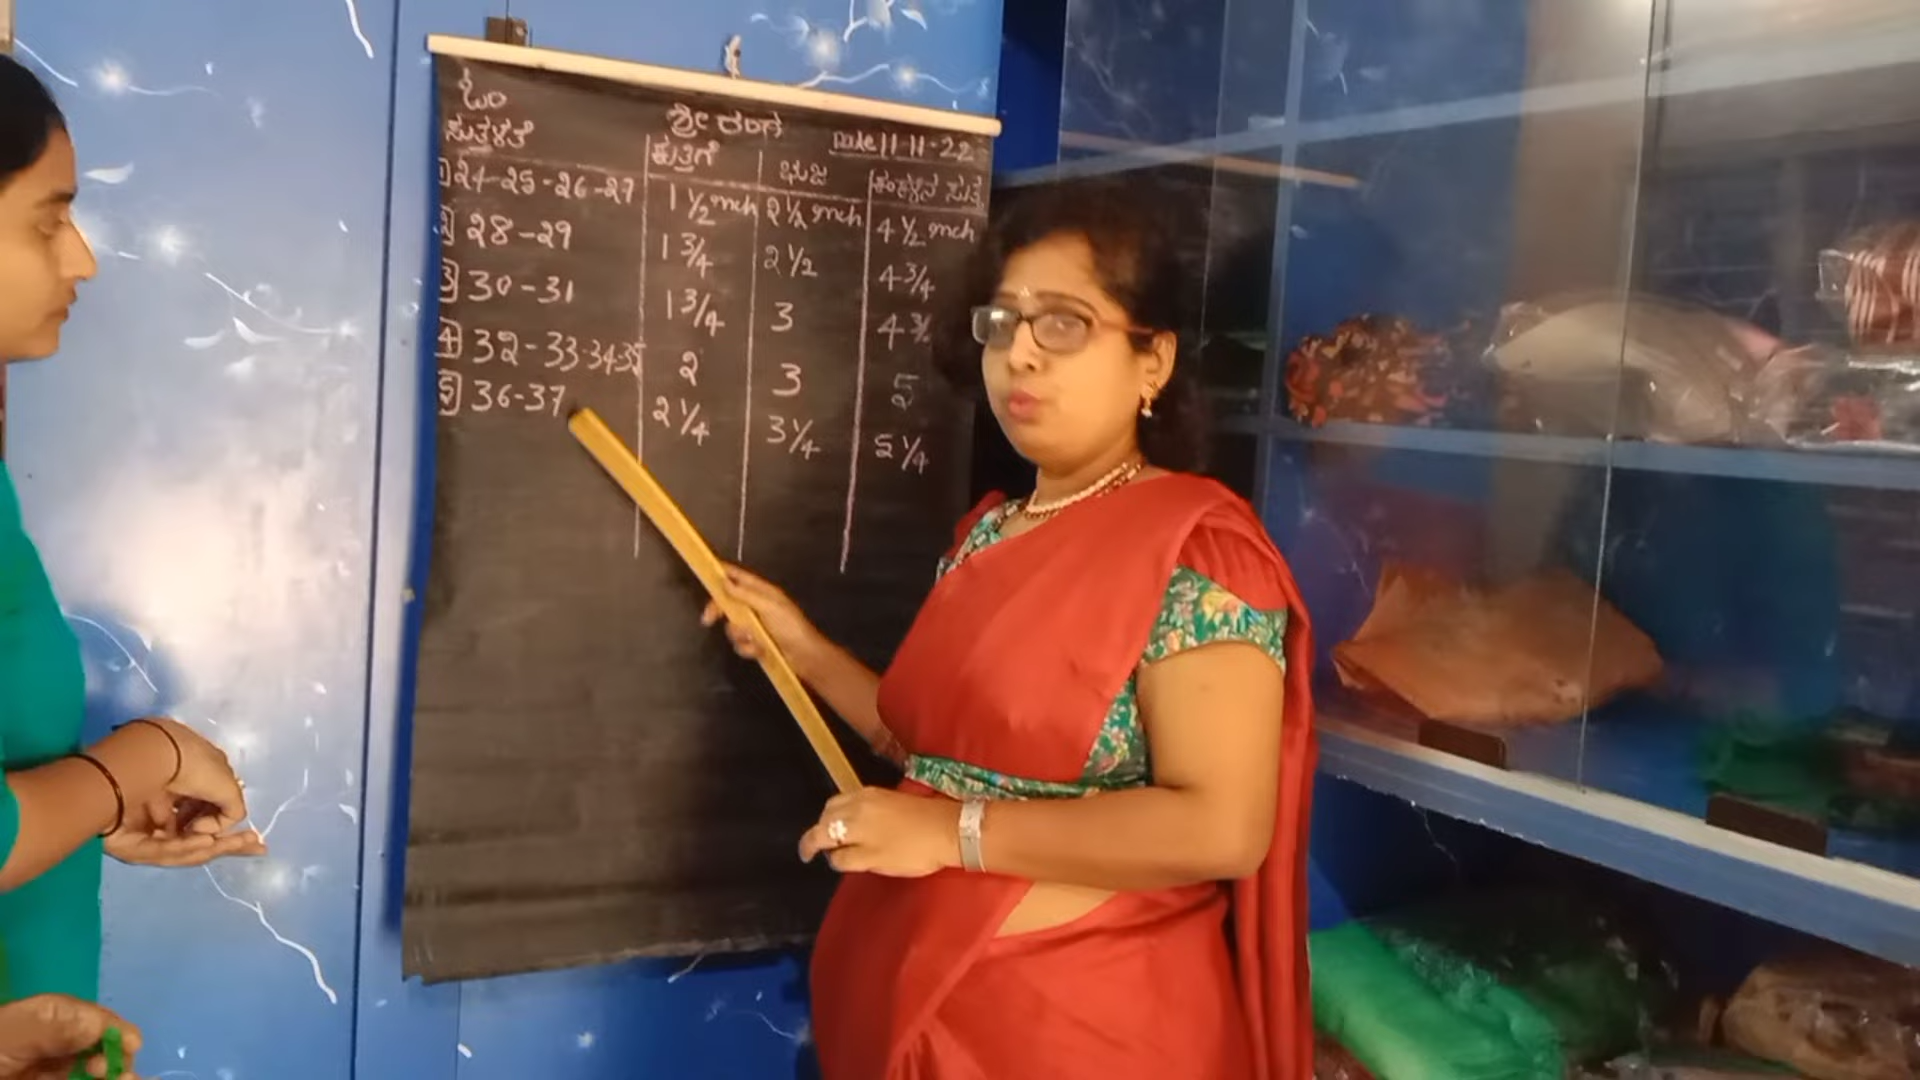 ಓಂ
ಶ್ರೀ ರಂಗ
Date 11-11-22
ಸುತ್ತಳತೆ ಕುತ್ತಿಗೆ ಭುಜ ಕಂಕುಳಿನ ಸುತ್ತ
1 24-25-26-27 1 1/2 inch 2 1/2 inch 4 1/2 inch
2 28-29 1 3/4 2 1/2 4 3/4
3 30-31 1 3/4 3 4 3/
4 32-33-34-35 2 3 5
5 36-37 2 1/4 3 1/4 5 1/4